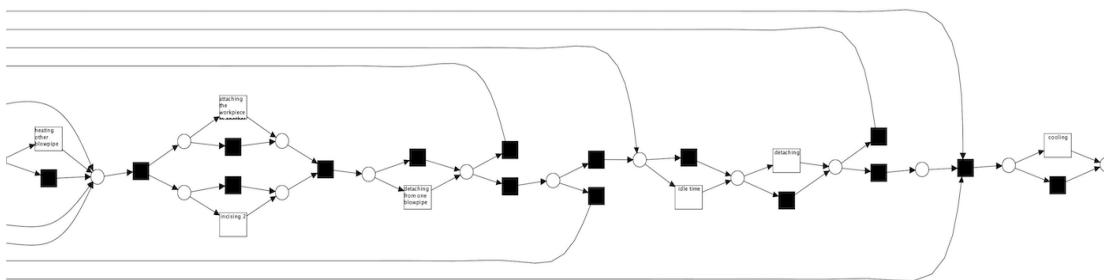 heating
other
blowpipe
attaching
the
workpiece
incising 2
detaching
from one
blowpipe
idle time
detaching
cooling